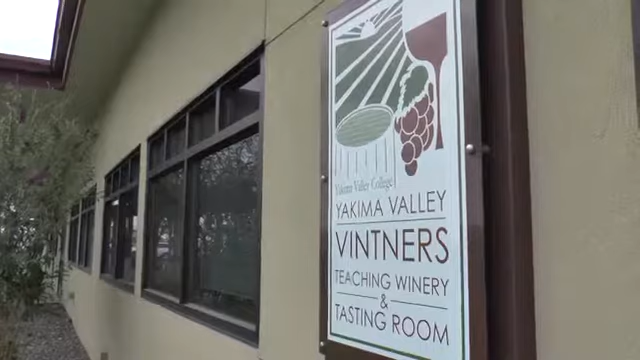 Yakima Valley College
YAKIMA VALLEY
VINTNERS
TEACHING WINERY
&
TASTING ROOM